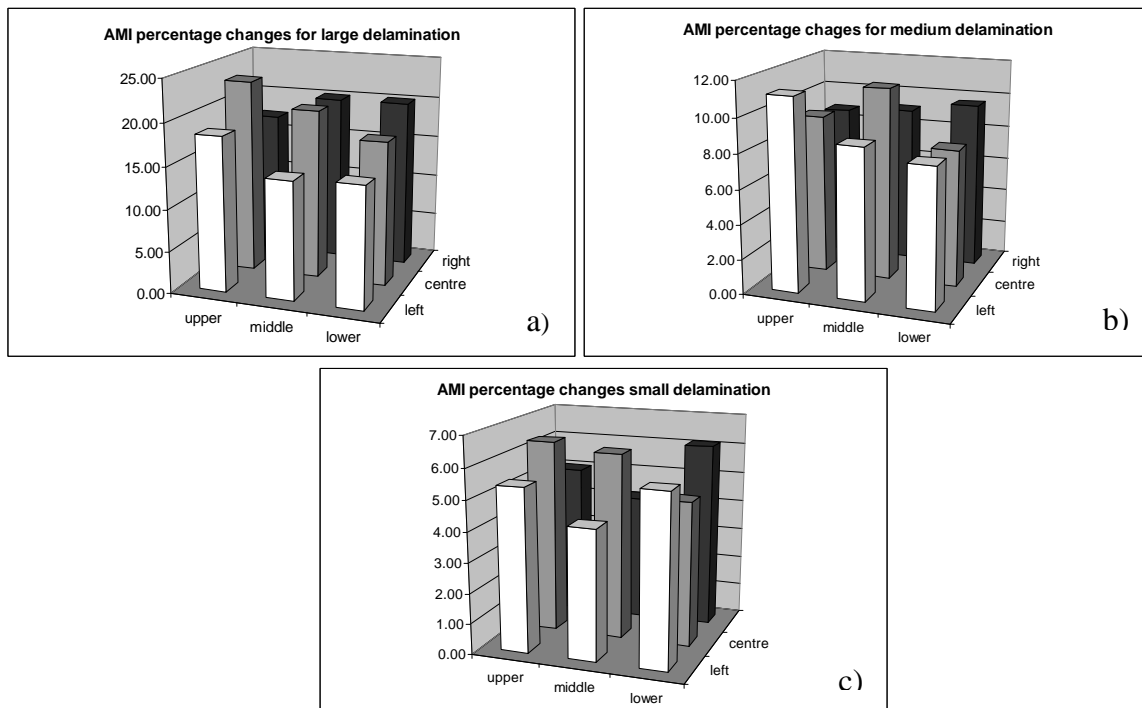 AMI percentage changes for large delamination
25.00
20.00
15.00
10.00
5.00
0.00
upper
middle
lower
left
centre
right
a)
AMI percentage chages for medium delamination
12.00
10.00
8.00
6.00
4.00
2.00
0.00
upper
middle
lower
left
centre
right
b)
AMI percentage changes small delamination
7.00
6.00
5.00
4.00
3.00
2.00
1.00
0.00
upper
middle
lower
left
centre
c)